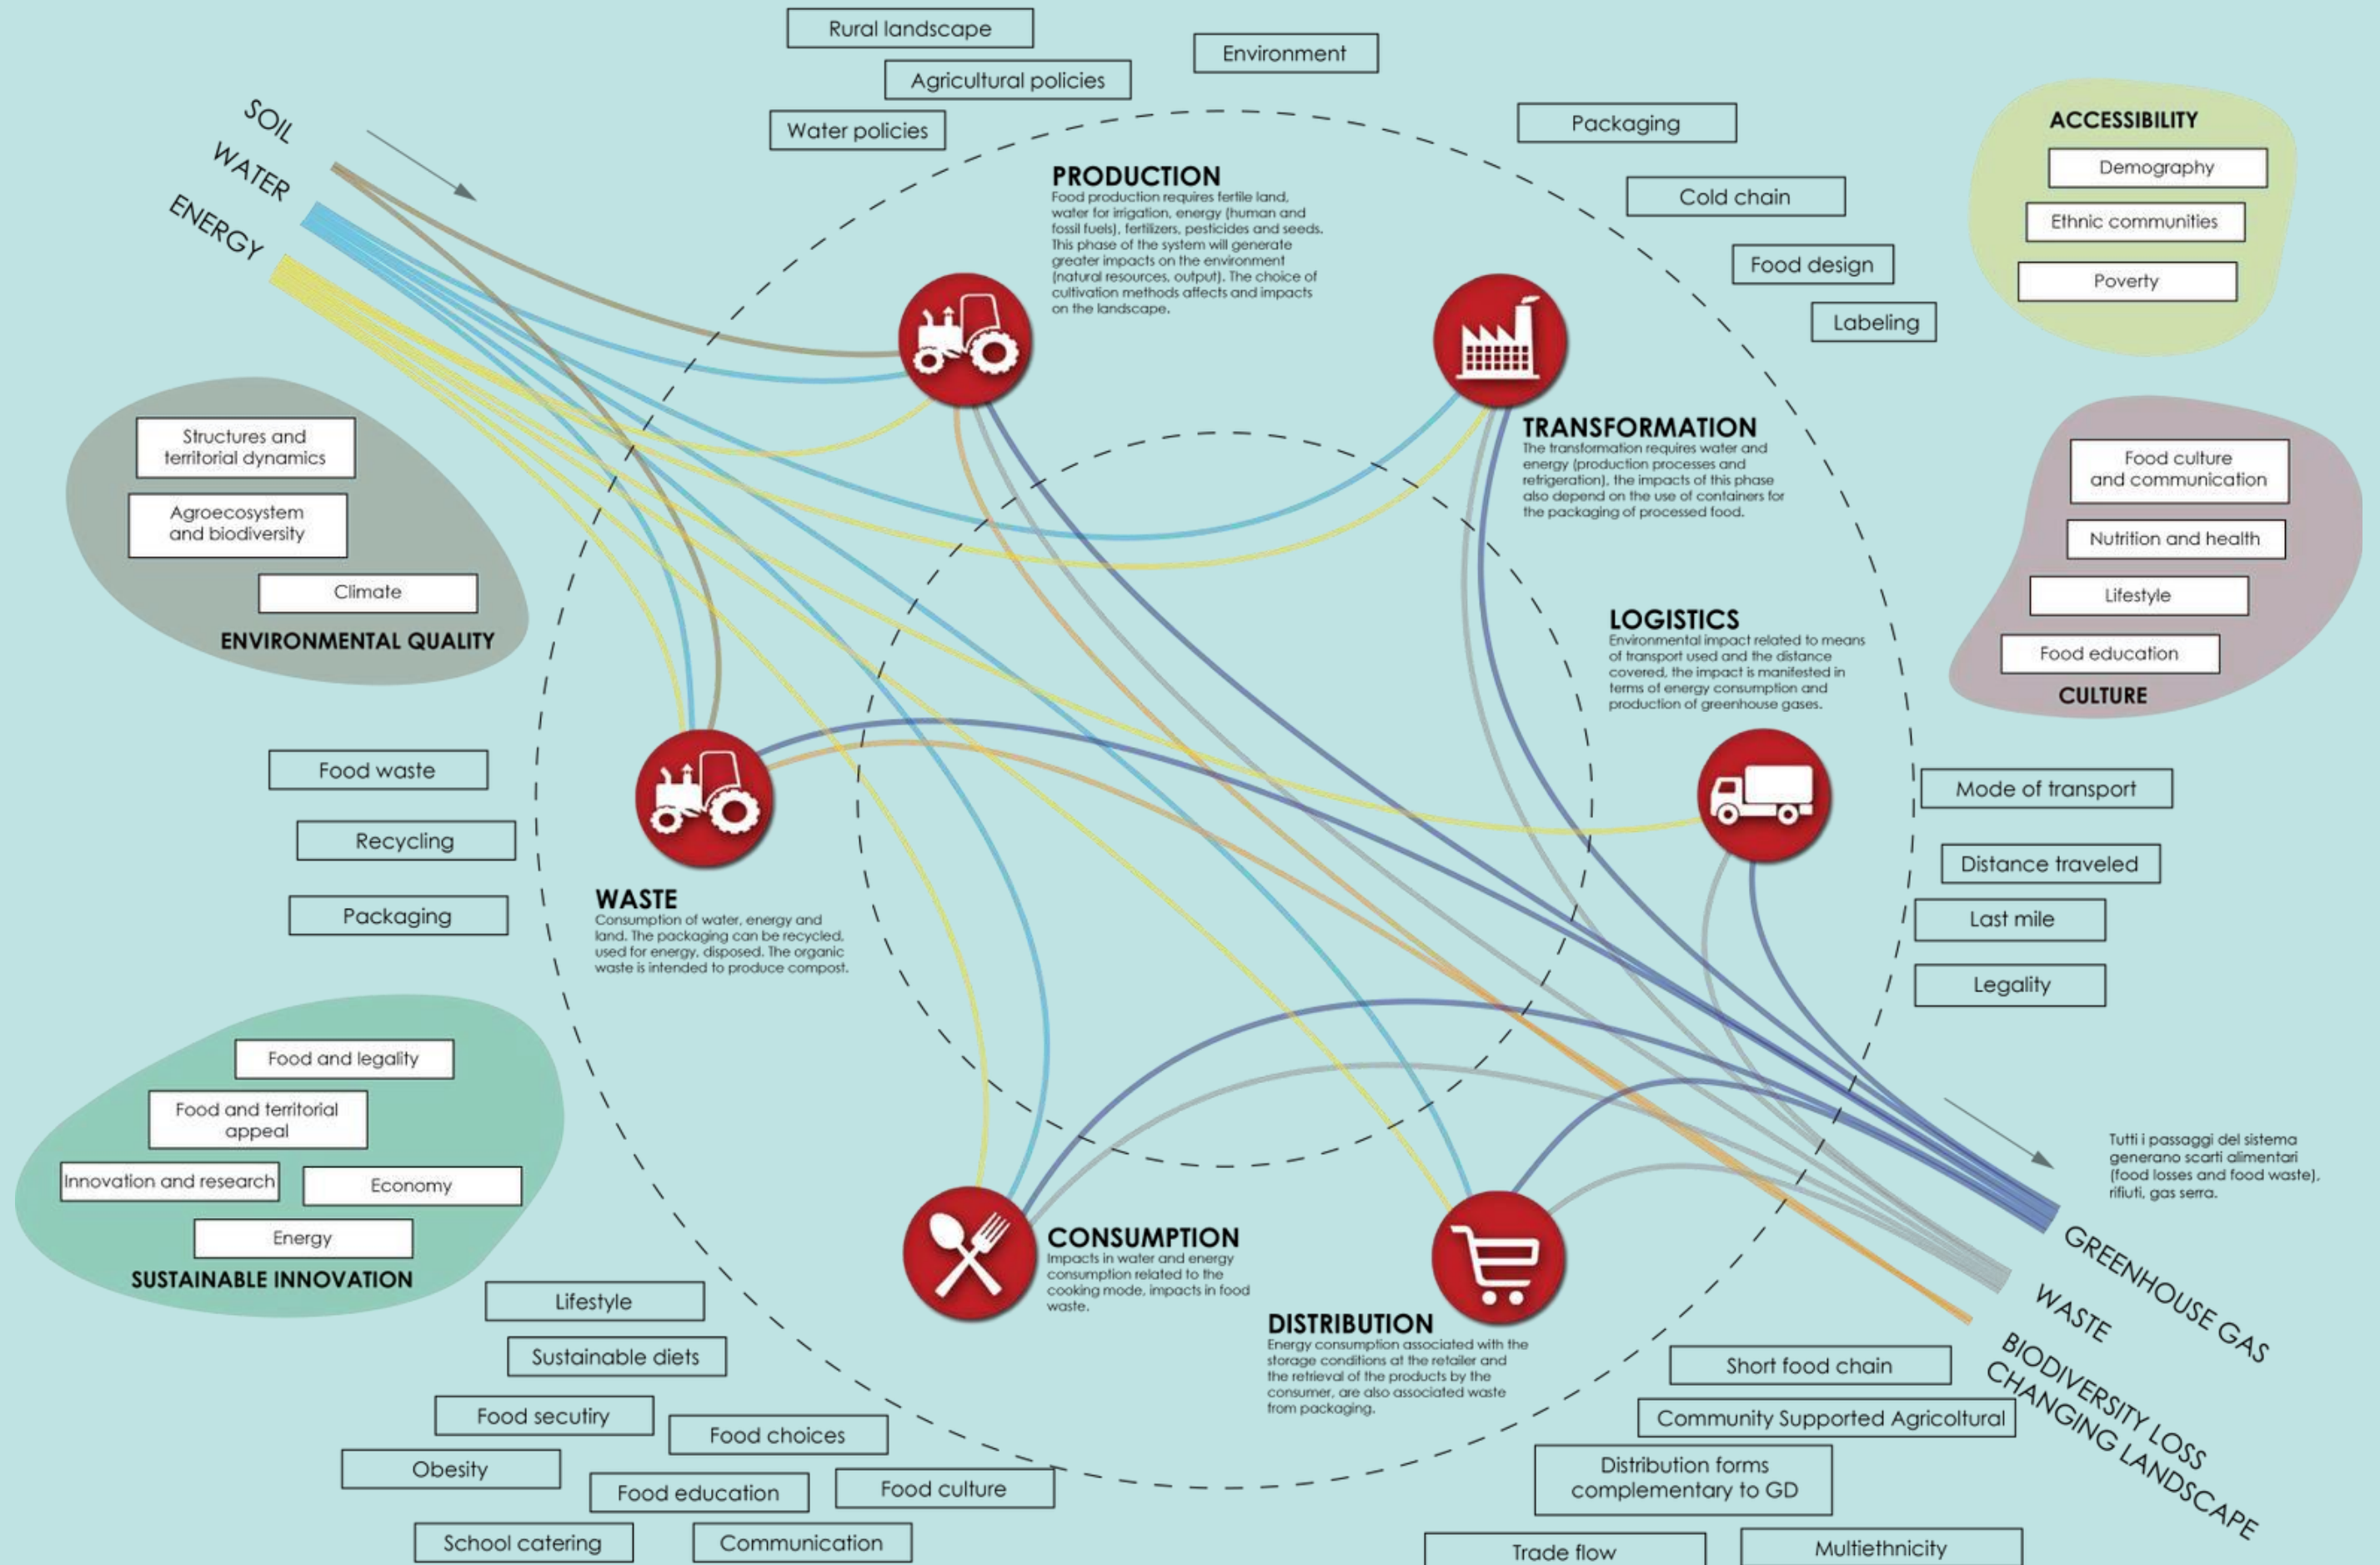 Rural landscape
Agricultural policies
Water policies
Environment
Packaging
Cold chain
Food design
Labeling
SOIL
WATER
ENERGY
PRODUCTION
Food production requires fertile land,
water for irrigation, energy (human and
fossil fuels), fertilizers, pesticides and seeds.
This phase of the system will generate
greater impacts on the environment
(natural resources, output). The choice of
cultivation methods affects and impacts
on the landscape.
ACCESSIBILITY
Demography
Ethnic communities
Poverty
TRANSFORMATION
The transformation requires water and
energy (production processes and
refrigeration), the impacts of this phase
also depend on the use of containers for
the packaging of processed food.
Structures and
territorial dynamics
Agroecosystem
and biodiversity
Climate
ENVIRONMENTAL QUALITY
Food culture
and communication
Nutrition and health
Lifestyle
Food education
CULTURE
LOGISTICS
Environmental impact related to means
of transport used and the distance
covered, the impact is manifested in
terms of energy consumption and
production of greenhouse gases.
Food waste
Recycling
Packaging
WASTE
Consumption of water, energy and
land. The packaging can be recycled,
used for energy, disposed. The organic
waste is intended to produce compost.
Mode of transport
Distance traveled
Last mile
Legality
Food and legality
Food and territorial
appeal
Innovation and research
Economy
Energy
SUSTAINABLE INNOVATION
Tutti i passaggi del sistema
generano scarti alimentari
(food losses and food waste),
rifiuti, gas serra.
GREENHOUSE GAS
WASTE
BIODIVERSITY LOSS
CHANGING LANDSCAPE
CONSUMPTION
Impacts in water and energy
consumption related to the
cooking mode, impacts in food
waste.
DISTRIBUTION
Energy consumption associated with the
storage conditions at the retailer and
the retrieval of the products by the
consumer, are also associated waste
from packaging.
Lifestyle
Sustainable diets
Food secutiry
Food choices
Obesity
Food education
Food culture
School catering
Communication
Short food chain
Community Supported Agricoltural
Distribution forms
complementary to GD
Trade flow
Multiethnicity